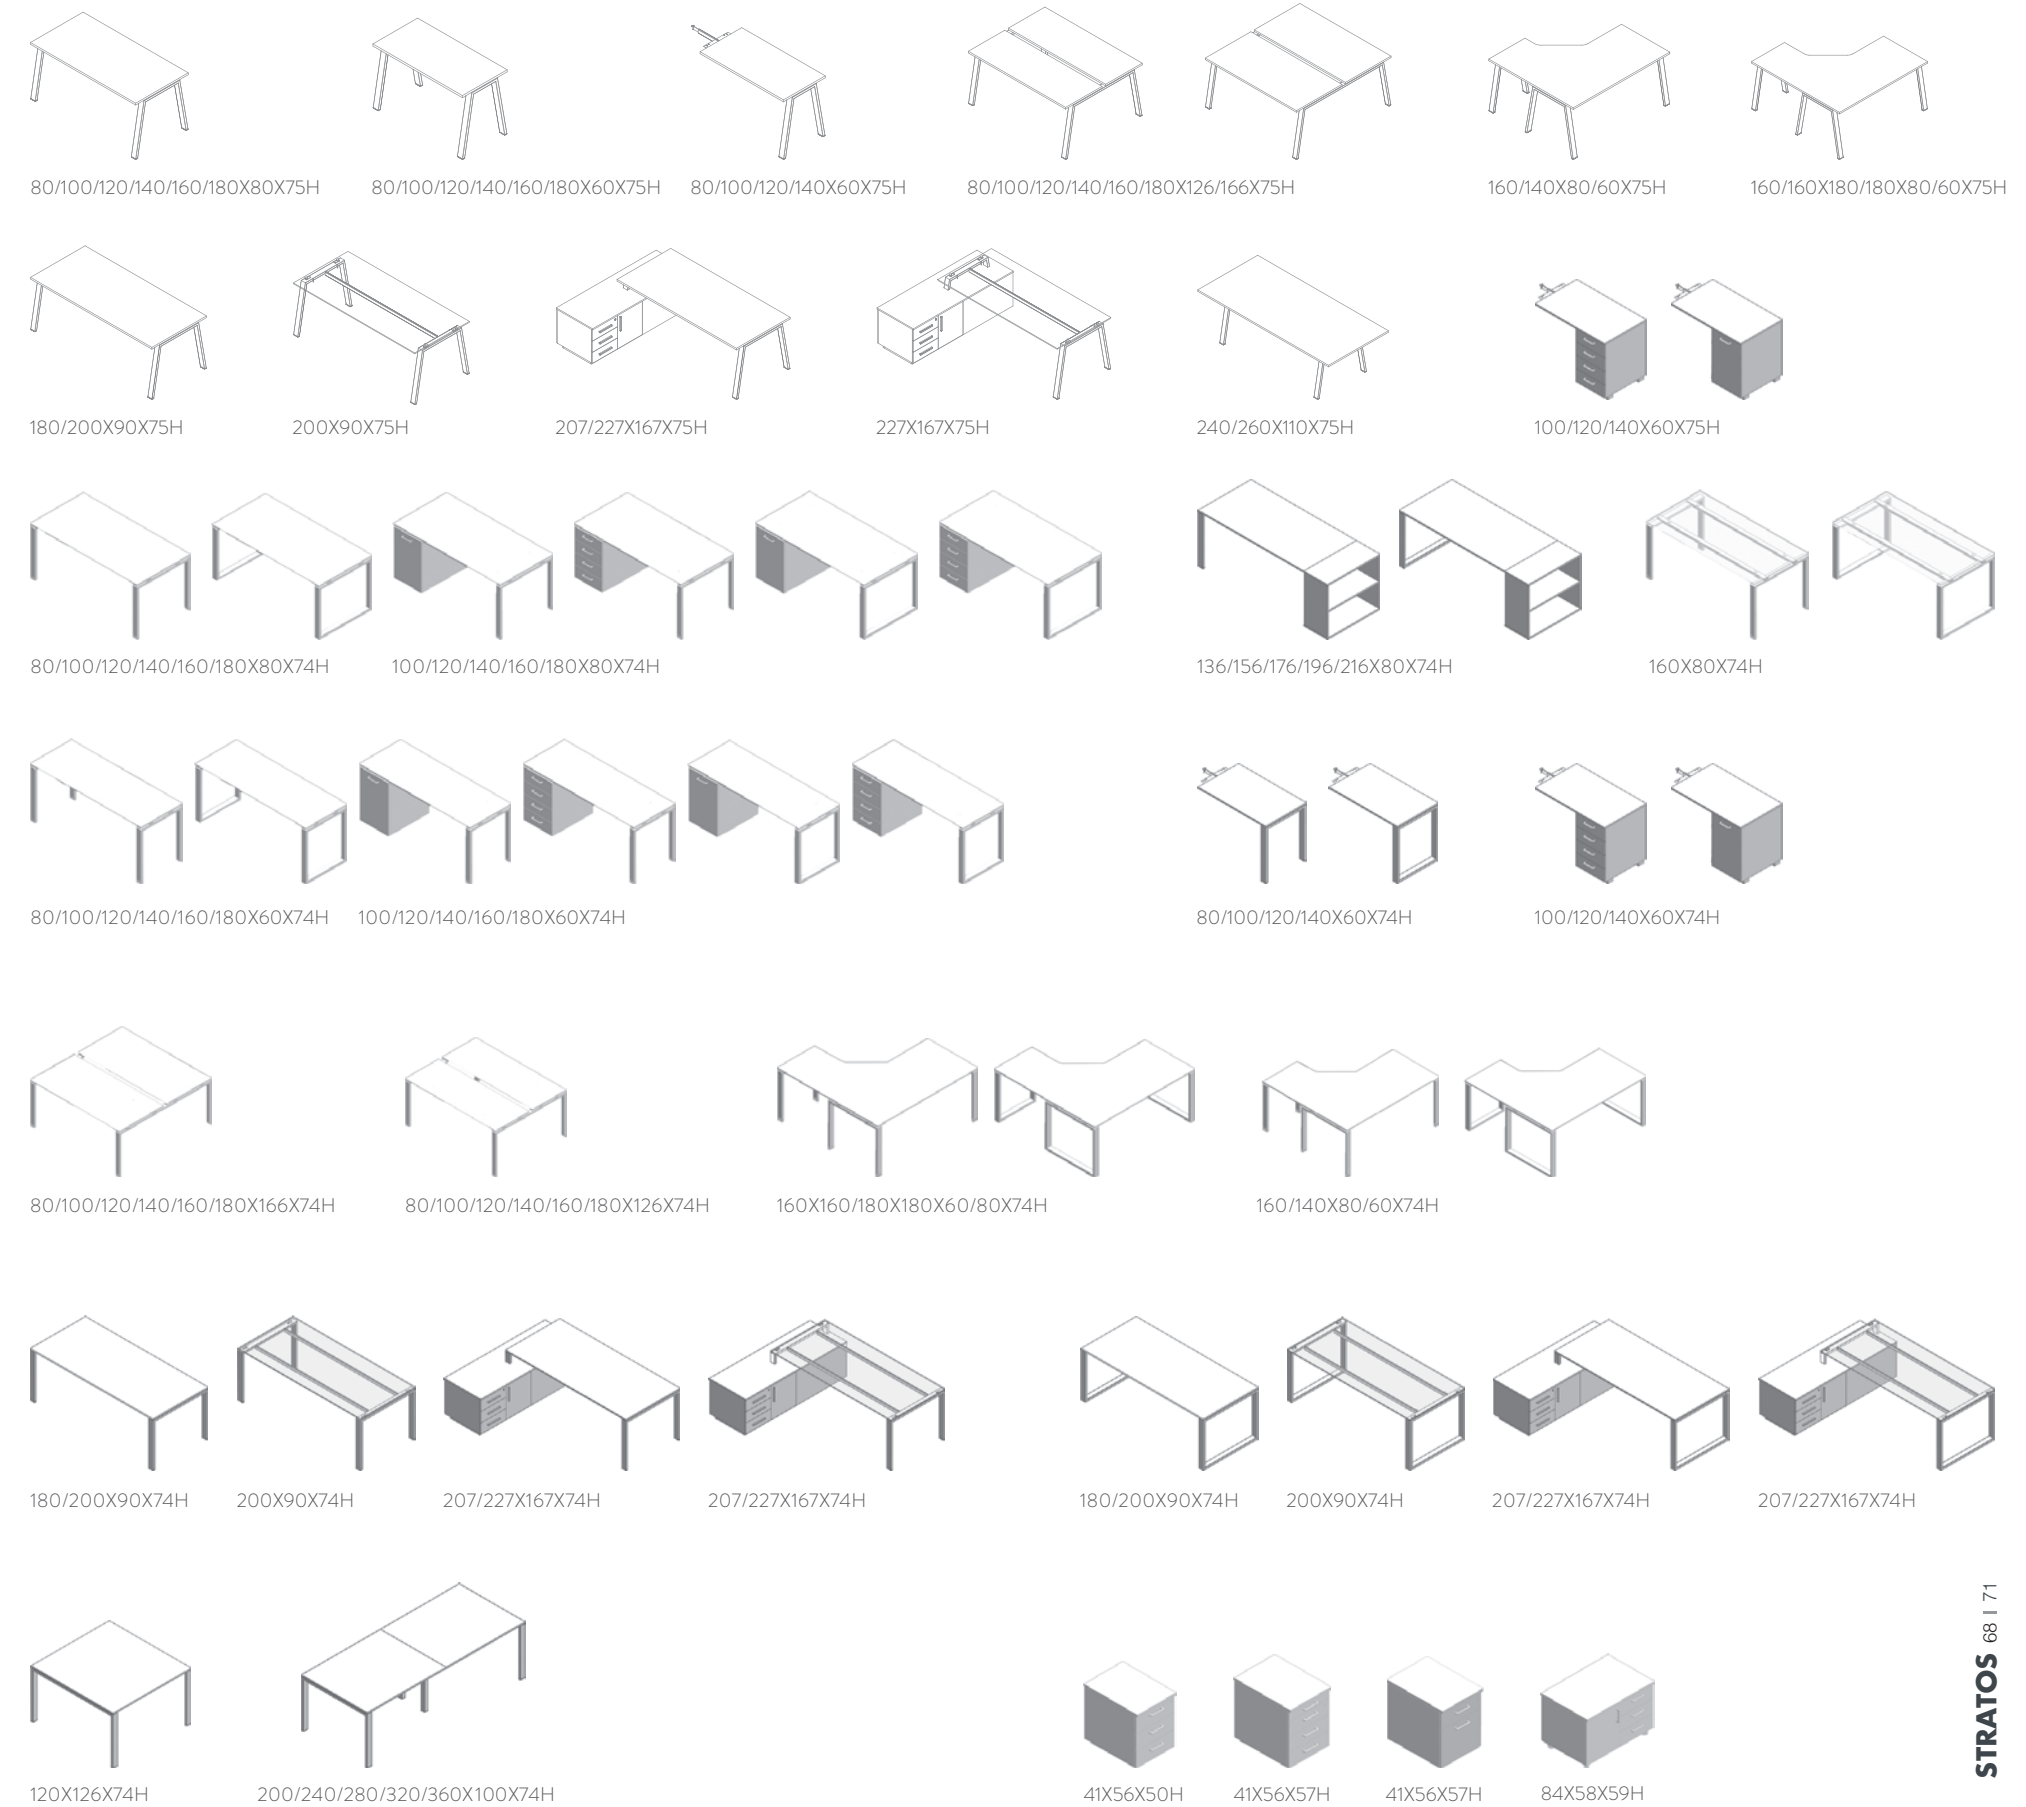 80/100/120/140/160/180X80X75H
80/100/120/140/160/180X60X75H
80/100/120/140X60X75H
80/100/120/140/160/180X126/166X75H
160/140X80/60X75H
160/160X180/180X80/60X75H
180/200X90X75H
200X90X75H
207/227X167X75H
227X167X75H
240/260X110X75H
100/120/140X60X75H
80/100/120/140/160/180X80X74H
100/120/140/160/180X80X74H
136/156/176/196/216X80X74H
160X80X74H
80/100/120/140/160/180X60X74H
100/120/140/160/180X60X74H
80/100/120/140X60X74H
100/120/140X60X74H
80/100/120/140/160/180X166X74H
80/100/120/140/160/180X126X74H
160X160/180X180X60/80X74H
160/140X80/60X74H
180/200X90X74H
200X90X74H
207/227X167X74H
207/227X167X74H
180/200X90X74H
200X90X74H
207/227X167X74H
207/227X167X74H
120X126X74H
200/240/280/320/360X100X74H
41X56X50H
41X56X57H
41X56X57H
84X58X59H
STRATOS 68 | 71